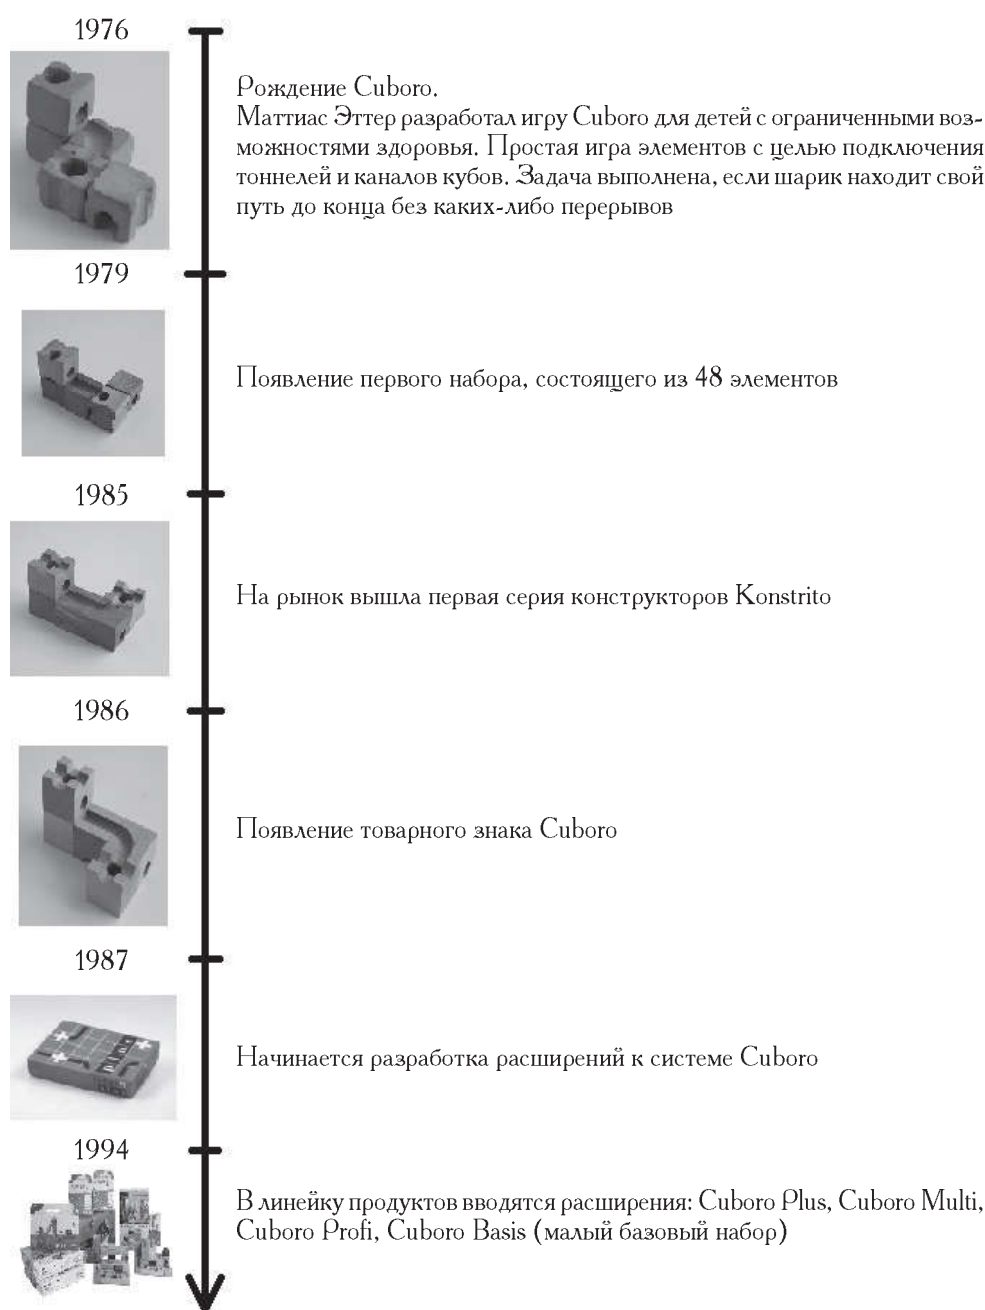 1976
Рождение Cuboro.
Маттиас Эттер разработал игру Cuboro для детей с ограниченными воз-
можностями здоровья. Простая игра элементов с целью подключения
тоннелей и каналов кубов. Задача выполнена, если шарик находит свой
путь до конца без каких-либо перерывов
1979
Появление первого набора, состоящего из 48 элементов
1985
На рынок вышла первая серия конструкторов Konstrito
1986
Появление товарного знака Cuboro
1987
Начинается разработка расширений к системе Cuboro
1994
В линейку продуктов вводятся расширения: Cuboro Plus, Cuboro Multi,
Cuboro Profi, Cuboro Basis (малый базовый набор)